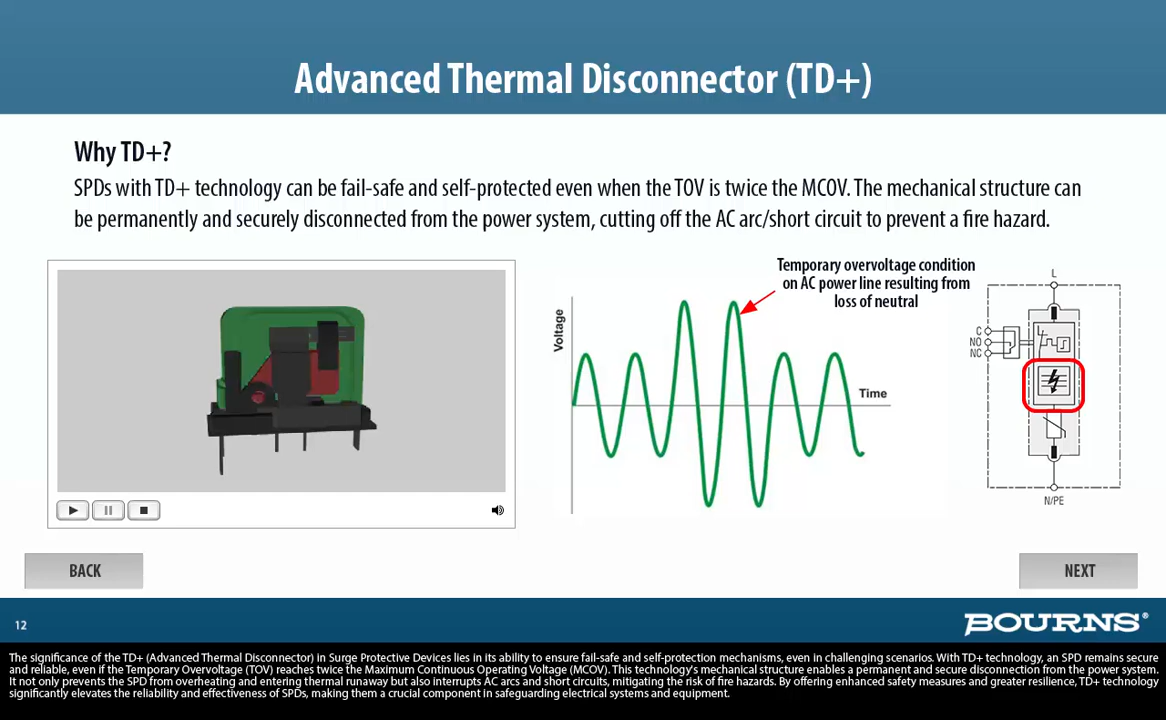 Advanced Thermal Disconnector (TD+)
Why TD+?
SPDs with TD+ technology can be fail-safe and self-protected even when the TOV is twice the MCOV. The mechanical structure can
be permanently and securely disconnected from the power system, cutting off the AC arc/short circuit to prevent a fire hazard.
Temporary overvoltage condition
on AC power line resulting from
loss of neutral
Voltage
Time
L
C
NO
NC
N/PE
BACK
NEXT
12
BOURNS®
The significance of the TD+ (Advanced Thermal Disconnector) in Surge Protective Devices lies in its ability to ensure fail-safe and self-protection mechanisms, even in challenging scenarios. With TD+ technology, an SPD remains secure
and reliable, even if the Temporary Overvoltage (TOV) reaches twice the Maximum Continuous Operating Voltage (MCOV). This technology's mechanical structure enables a permanent and secure disconnection from the power system.
It not only prevents the SPD from overheating and entering thermal runaway but also interrupts AC arcs and short circuits, mitigating the risk of fire hazards. By offering enhanced safety measures and greater resilience, TD+ technology
significantly elevates the reliability and effectiveness of SPDs, making them a crucial component in safeguarding electrical systems and equipment.